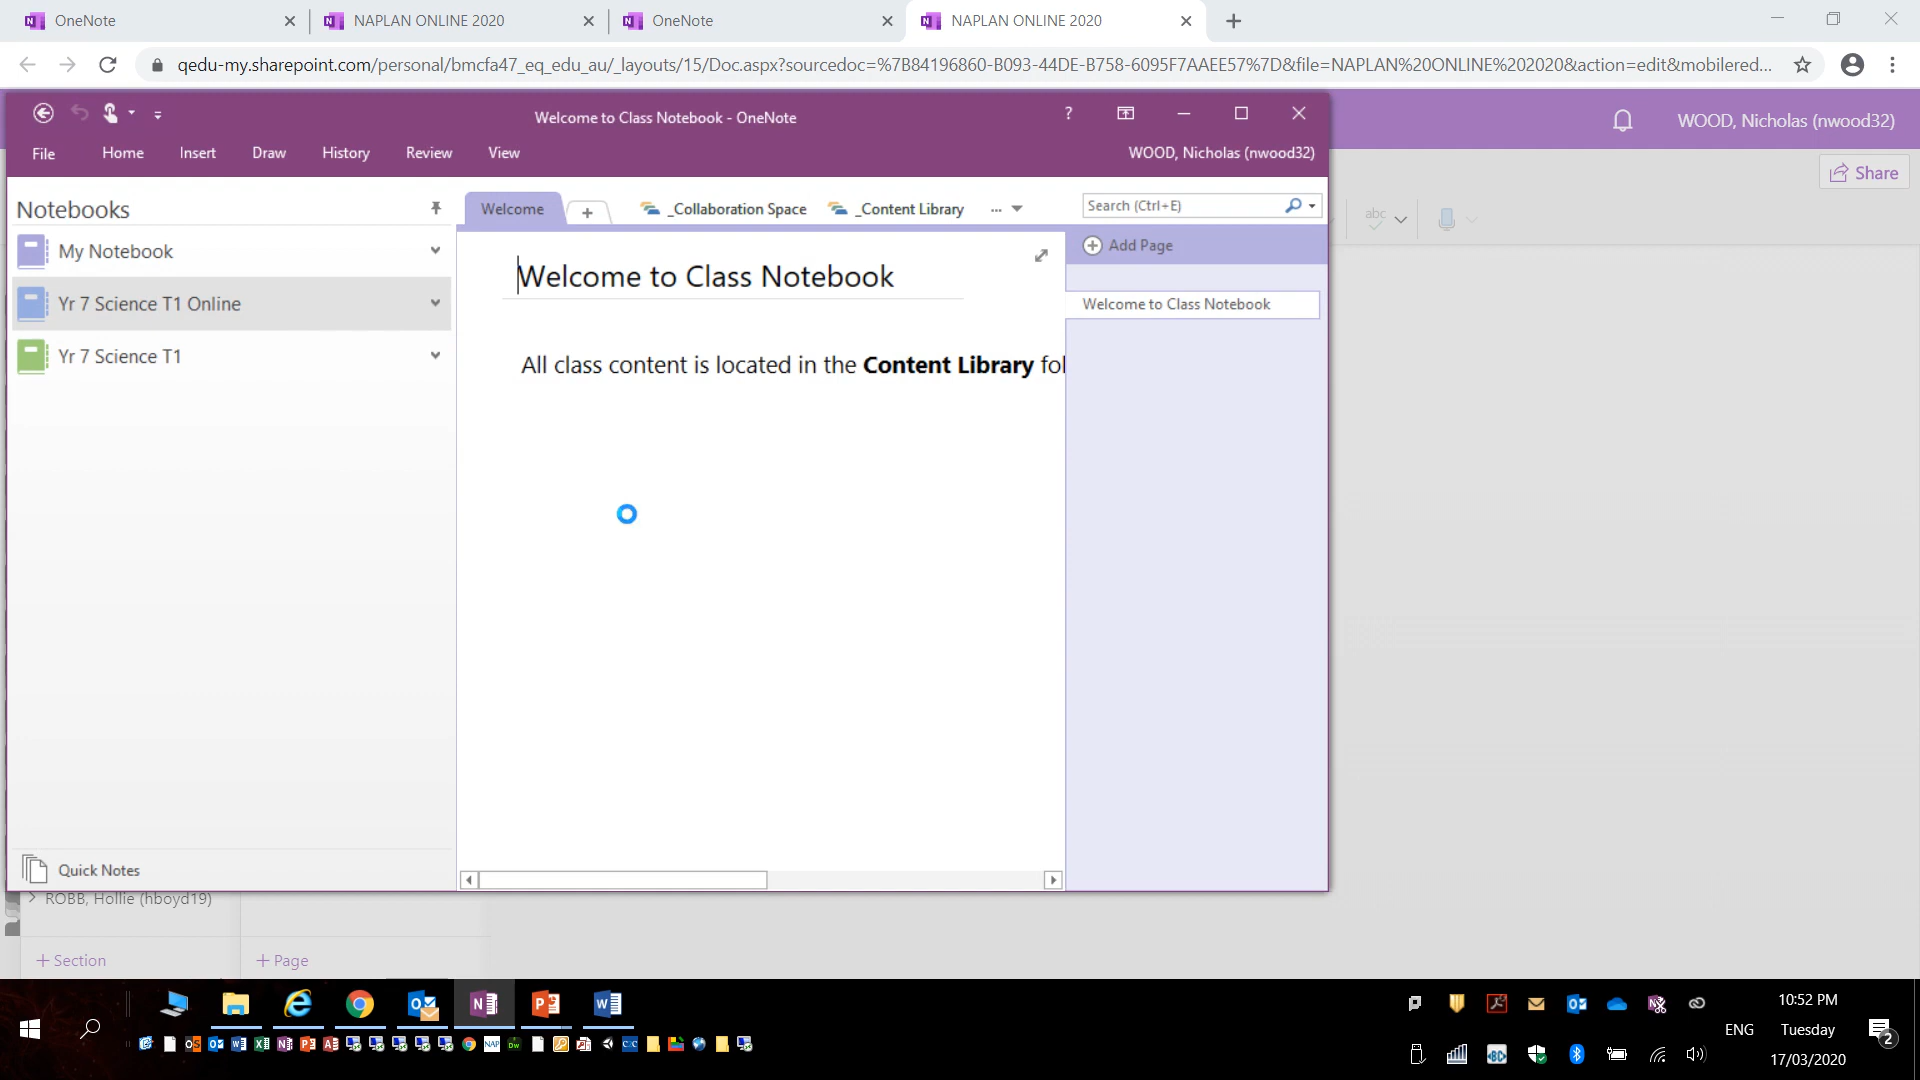 OneNote
NAPLAN ONLINE 2020
OneNote
NAPLAN ONLINE 2020
qedu-my.sharepoint.com/personal/bmcfa47_eq_edu_au/_layouts/15/Doc.aspx?sourcedoc=%7B84196860-B093-44DE-B758-6095F7AAEE57%7D&file=NAPLAN%20ONLINE%202020&action=edit&mobilered...
Welcome to Class Notebook - OneNote
?
WOOD, Nicholas (nwood32)
File Home Insert Draw History Review View
WOOD, Nicholas (nwood32)
Share
abc
Notebooks
Welcome
_Collaboration Space
_Content Library
...
Search (Ctrl+E)
My Notebook
Add Page
Welcome to Class Notebook
Yr 7 Science T1 Online
Welcome to Class Notebook
Yr 7 Science T1
All class content is located in the Content Library fol
Quick Notes
ROBB, Hollie (hboyd19)
+ Section
+ Page
10:52 PM
ENG
Tuesday
17/03/2020
2